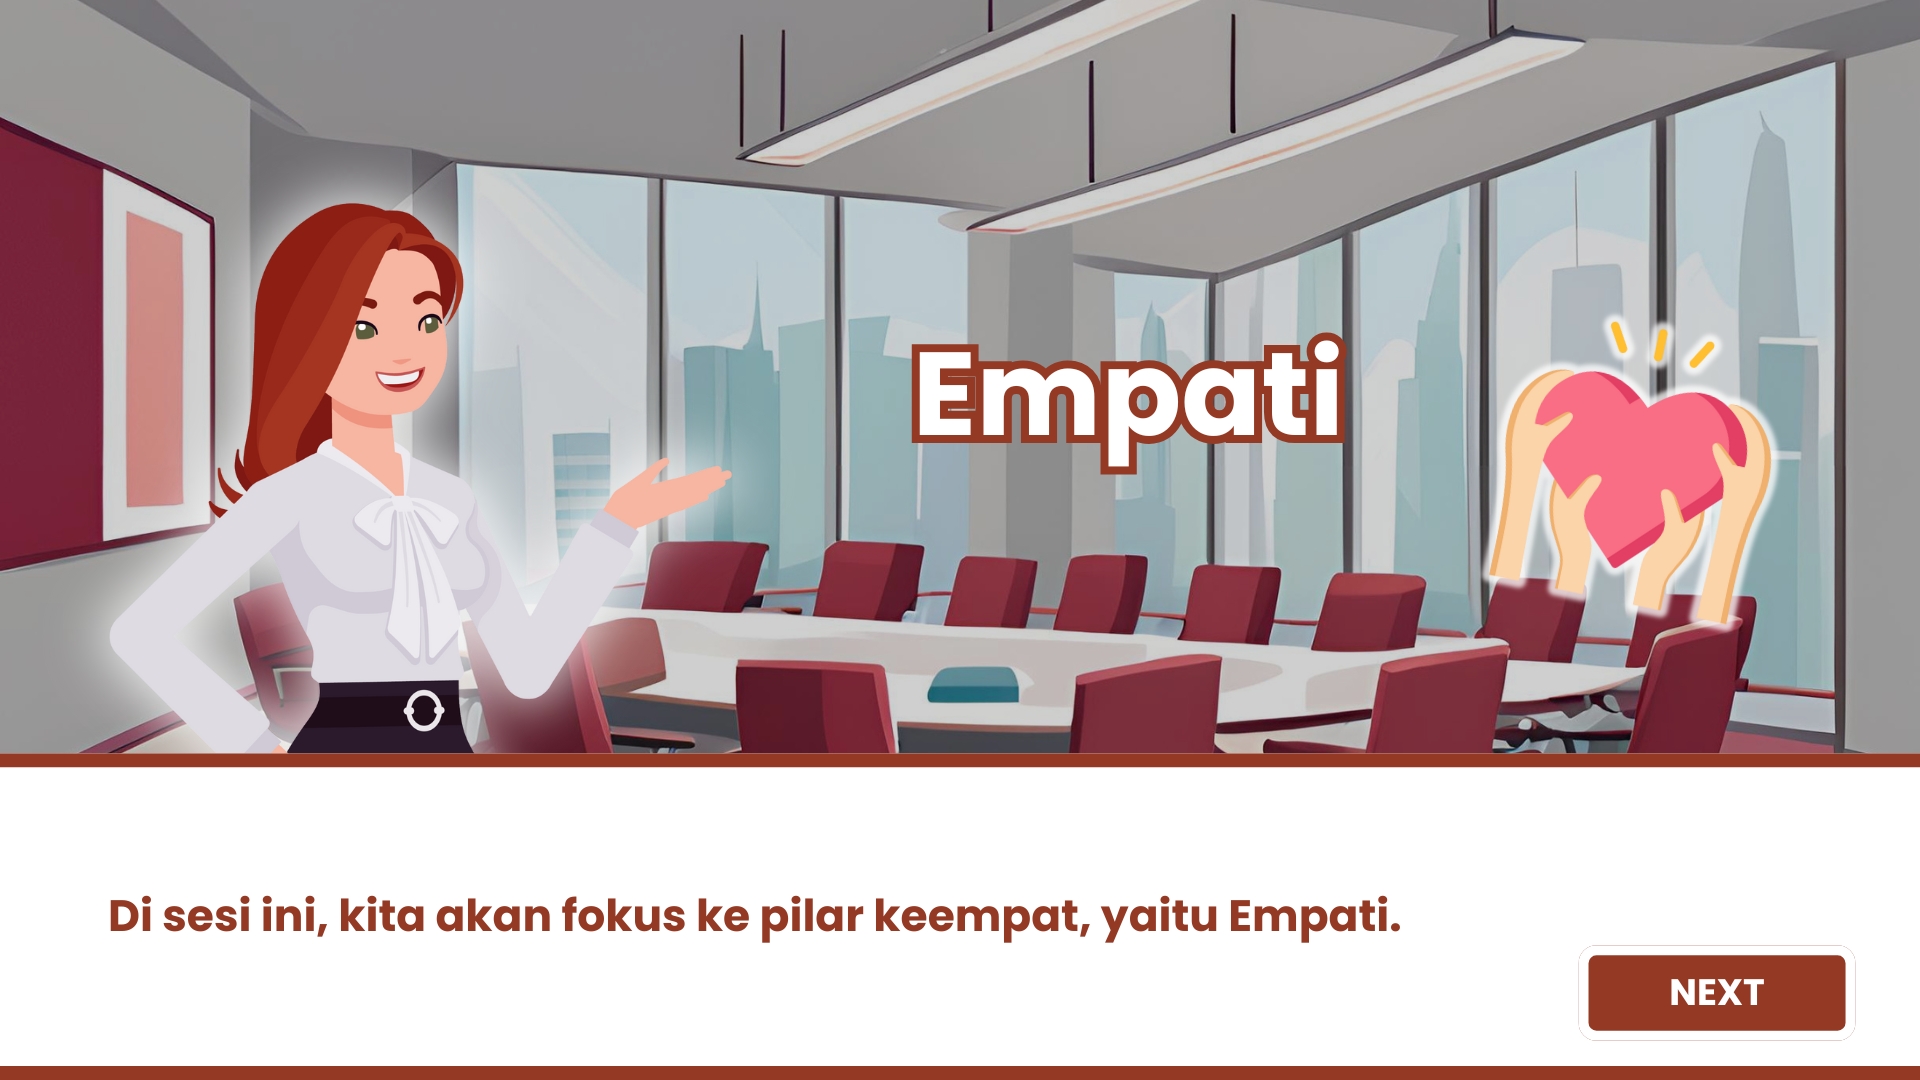 Empati
Di sesi ini, kita akan fokus ke pilar keempat, yaitu Empati.
NEXT